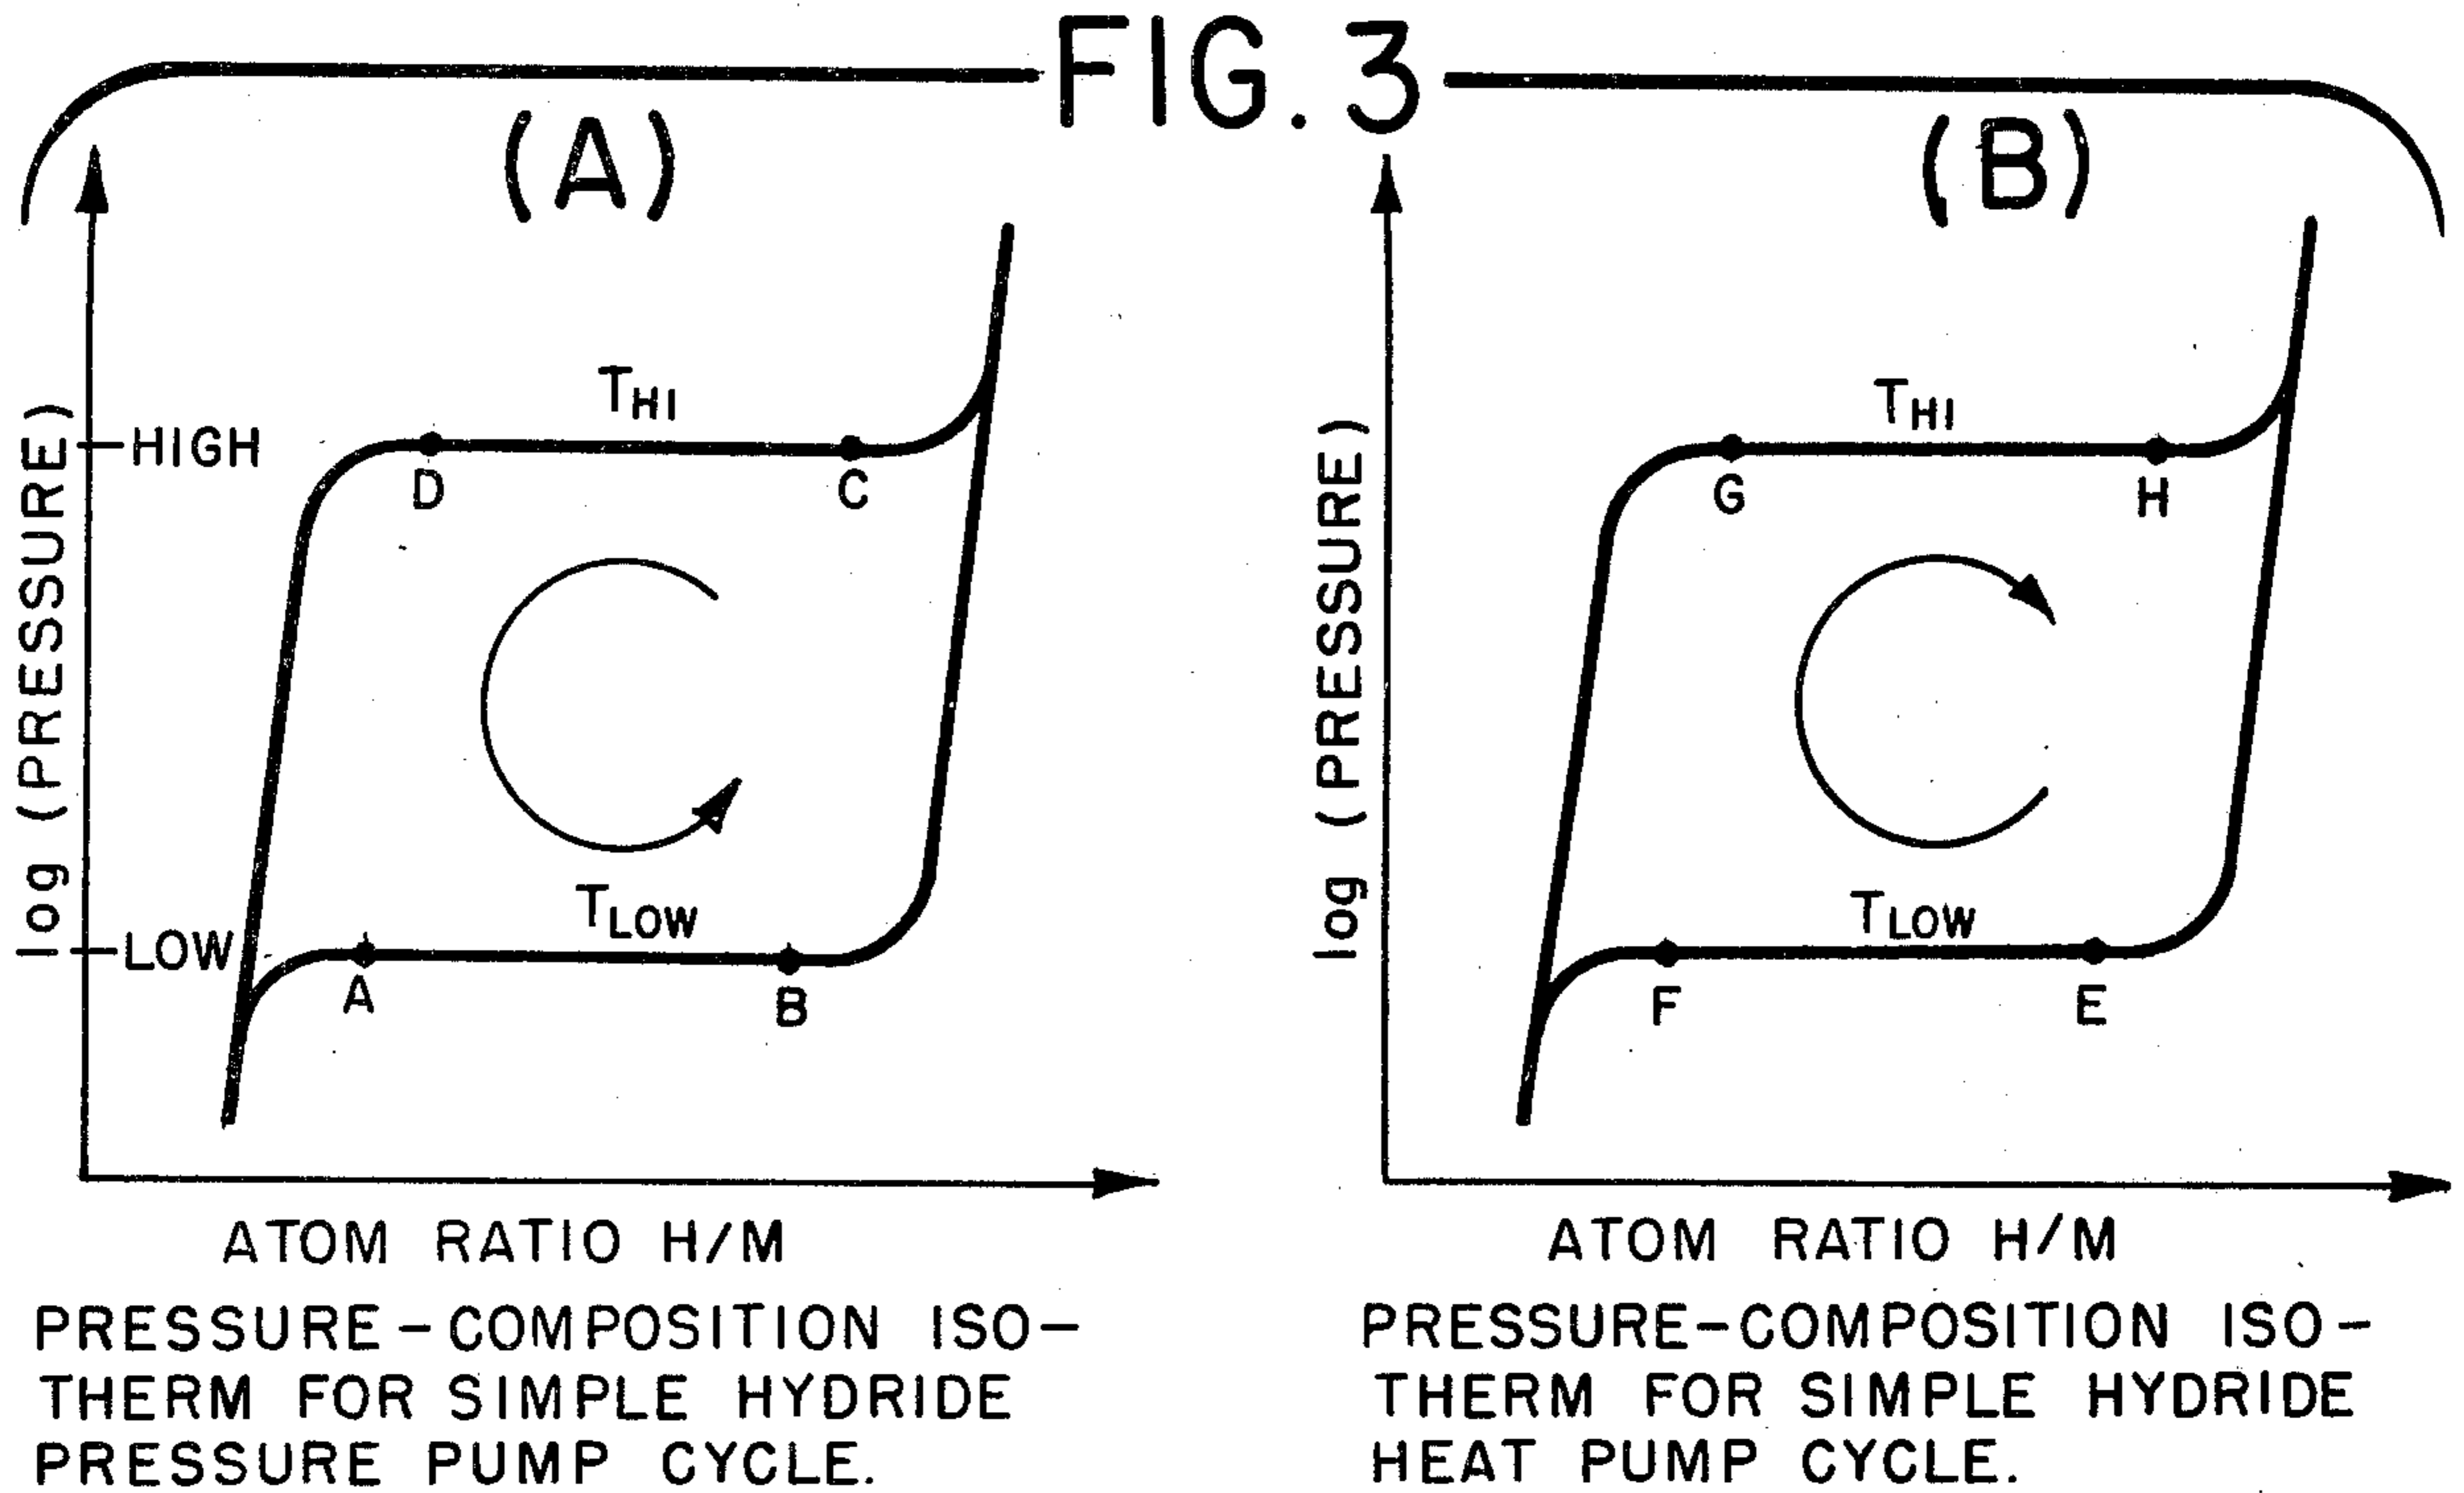 FIG. 3
(A)
log (PRESSURE)
HIGH
LOW
THI
D
C
TLOW
A
B
ATOM RATIO H/M
PRESSURE-COMPOSITION ISO-
THERM FOR SIMPLE HYDRIDE
PRESSURE PUMP CYCLE.
(B)
log (PRESSURE)
THI
G
H
TLOW
F
E
ATOM RATIO H/M
PRESSURE-COMPOSITION ISO-
THERM FOR SIMPLE HYDRIDE
HEAT PUMP CYCLE.